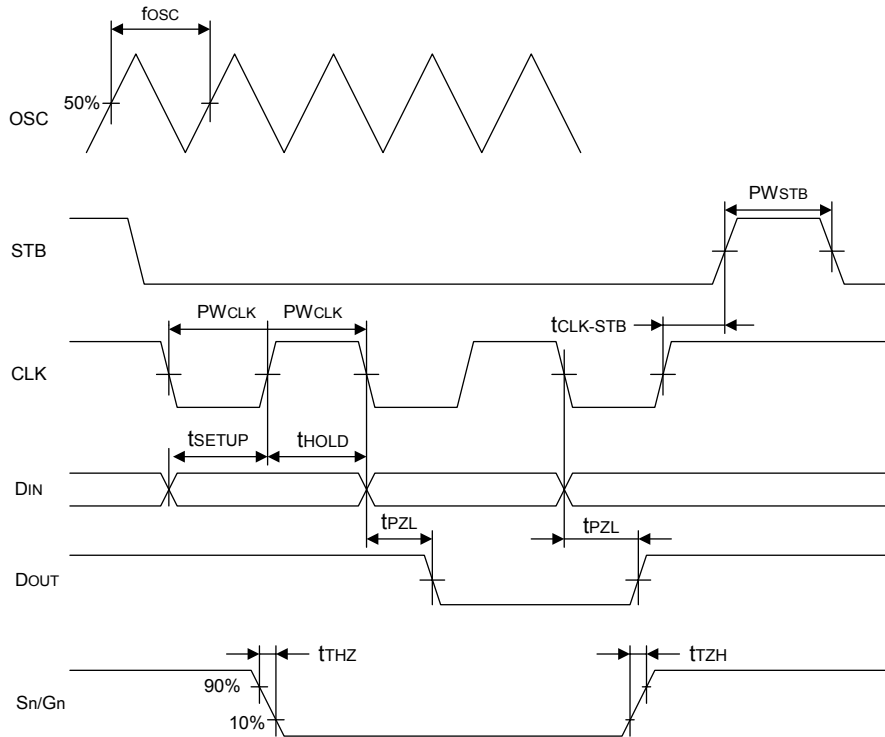 fOSC
50%
OSC
PWSTB
STB
PWCLK PWCLK
tCLK-STB
CLK
tSETUP tHOLD
DIN
tPZL tPZL
DOUT
tTHZ tTZH
90%
Sn/Gn
10%